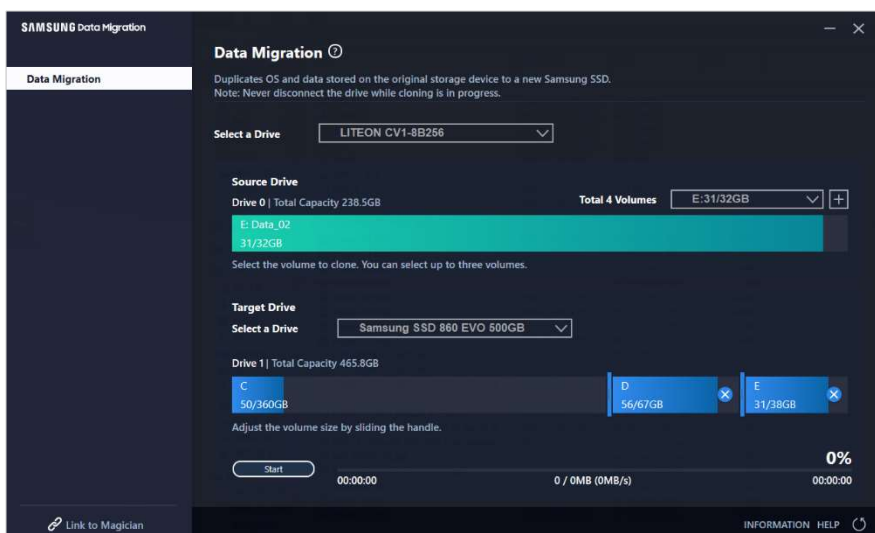 SAMSUNG Data Migration
Data Migration
Data Migration ?
Duplicates OS and data stored on the original storage device to a new Samsung SSD.
Note: Never disconnect the drive while cloning is in progress.
Select a Drive LITEON CV1-8B256
Source Drive
Drive 0 | Total Capacity 238.5GB Total 4 Volumes E:31/32GB +
E: Data_02
31/32GB
Select the volume to clone. You can select up to three volumes.
Target Drive
Select a Drive Samsung SSD 860 EVO 500GB
Drive 1 | Total Capacity 465.8GB
C D E
50/360GB 56/67GB 31/38GB
Adjust the volume size by sliding the handle.
0%
Start
00:00:00 0 / 0MB (0MB/s) 00:00:00
Link to Magician INFORMATION HELP